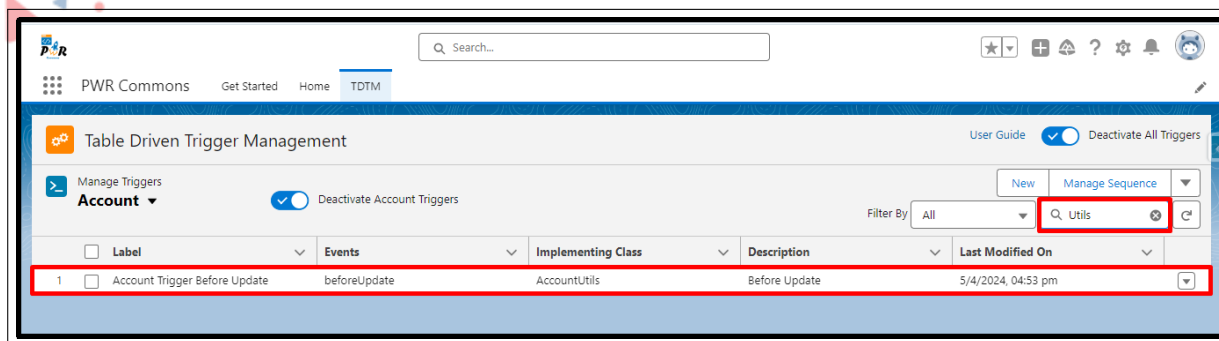 PWR
Search...
PWR Commons Get Started Home TDTM
Table Driven Trigger Management User Guide Deactivate All Triggers
Manage Triggers
Account Deactivate Account Triggers
New Manage Sequence
Filter By All Utils
Label Events Implementing Class Description Last Modified On
1 Account Trigger Before Update beforeUpdate AccountUtils Before Update 5/4/2024, 04:53 pm